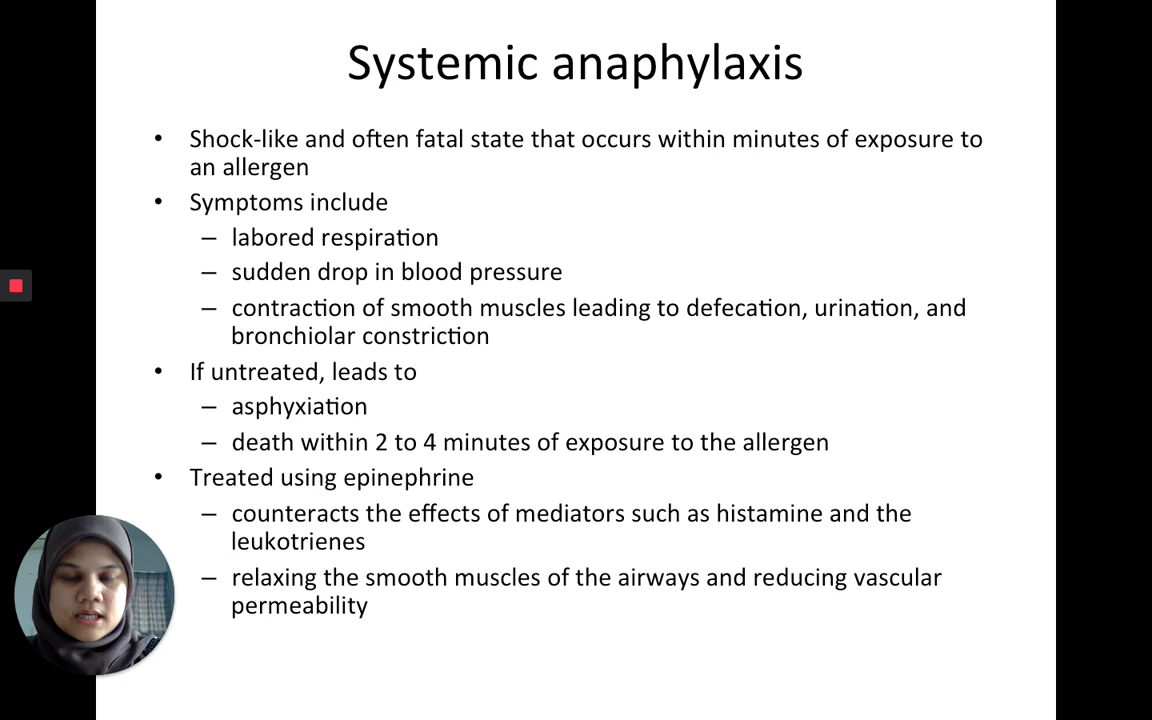 Systemic anaphylaxis
• Shock-like and often fatal state that occurs within minutes of exposure to
an allergen
• Symptoms include
– labored respiration
– sudden drop in blood pressure
– contraction of smooth muscles leading to defecation, urination, and
bronchiolar constriction
• If untreated, leads to
– asphyxiation
– death within 2 to 4 minutes of exposure to the allergen
• Treated using epinephrine
– counteracts the effects of mediators such as histamine and the
leukotrienes
– relaxing the smooth muscles of the airways and reducing vascular
permeability